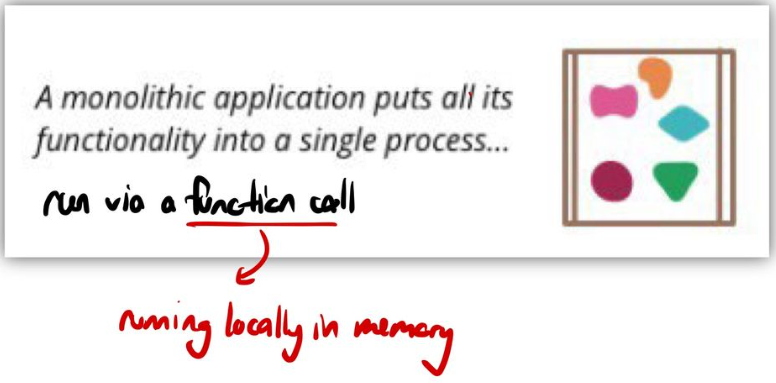 A monolithic application puts all its
functionality into a single process...
run via a function call
running locally in memory